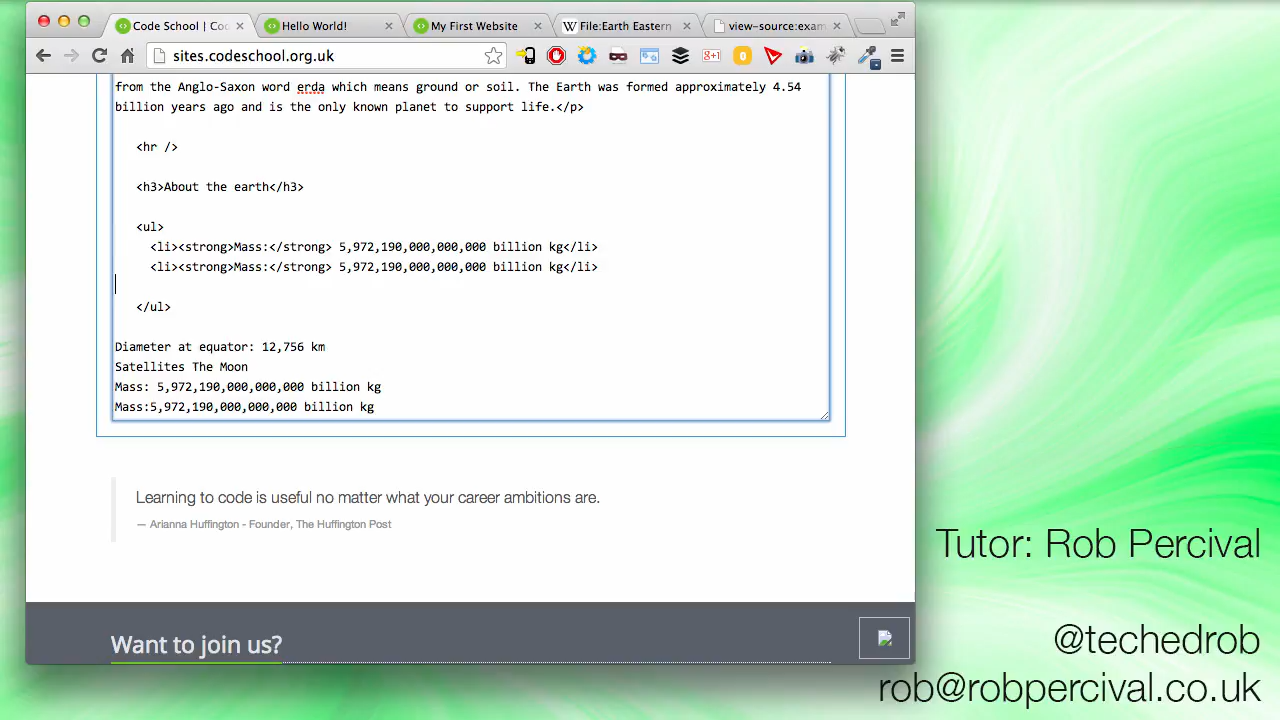 Code School | Co
Hello World!
My First Website
File:Earth Eastern
view-source:exam
sites.codeschool.org.uk
g+1
0
from the Anglo-Saxon word erda which means ground or soil. The Earth was formed approximately 4.54
billion years ago and is the only known planet to support life.</p>
<hr />
<h3>About the earth</h3>
<ul>
<li><strong>Mass:</strong> 5,972,190,000,000,000 billion kg</li>
<li><strong>Mass:</strong> 5,972,190,000,000,000 billion kg</li>
</ul>
Diameter at equator: 12,756 km
Satellites The Moon
Mass: 5,972,190,000,000,000 billion kg
Mass:5,972,190,000,000,000 billion kg
Learning to code is useful no matter what your career ambitions are.
— Arianna Huffington - Founder, The Huffington Post
Want to join us?
Tutor: Rob Percival
@techedrob
rob@robpercival.co.uk